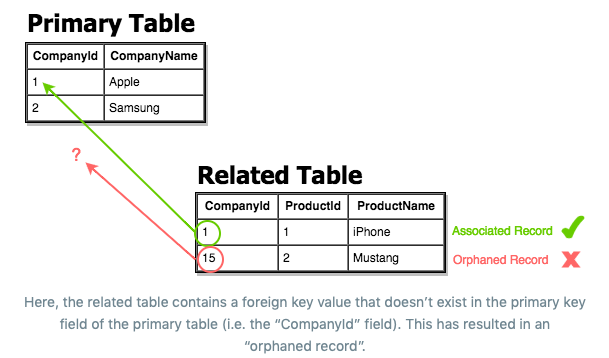 Primary Table
CompanyId CompanyName
1 Apple
2 Samsung
?
Related Table
CompanyId ProductId ProductName
1 1 iPhone
Associated Record
15 2 Mustang
Orphaned Record
Here, the related table contains a foreign key value that doesn’t exist in the primary key
field of the primary table (i.e. the “CompanyId” field). This has resulted in an
“orphaned record”.